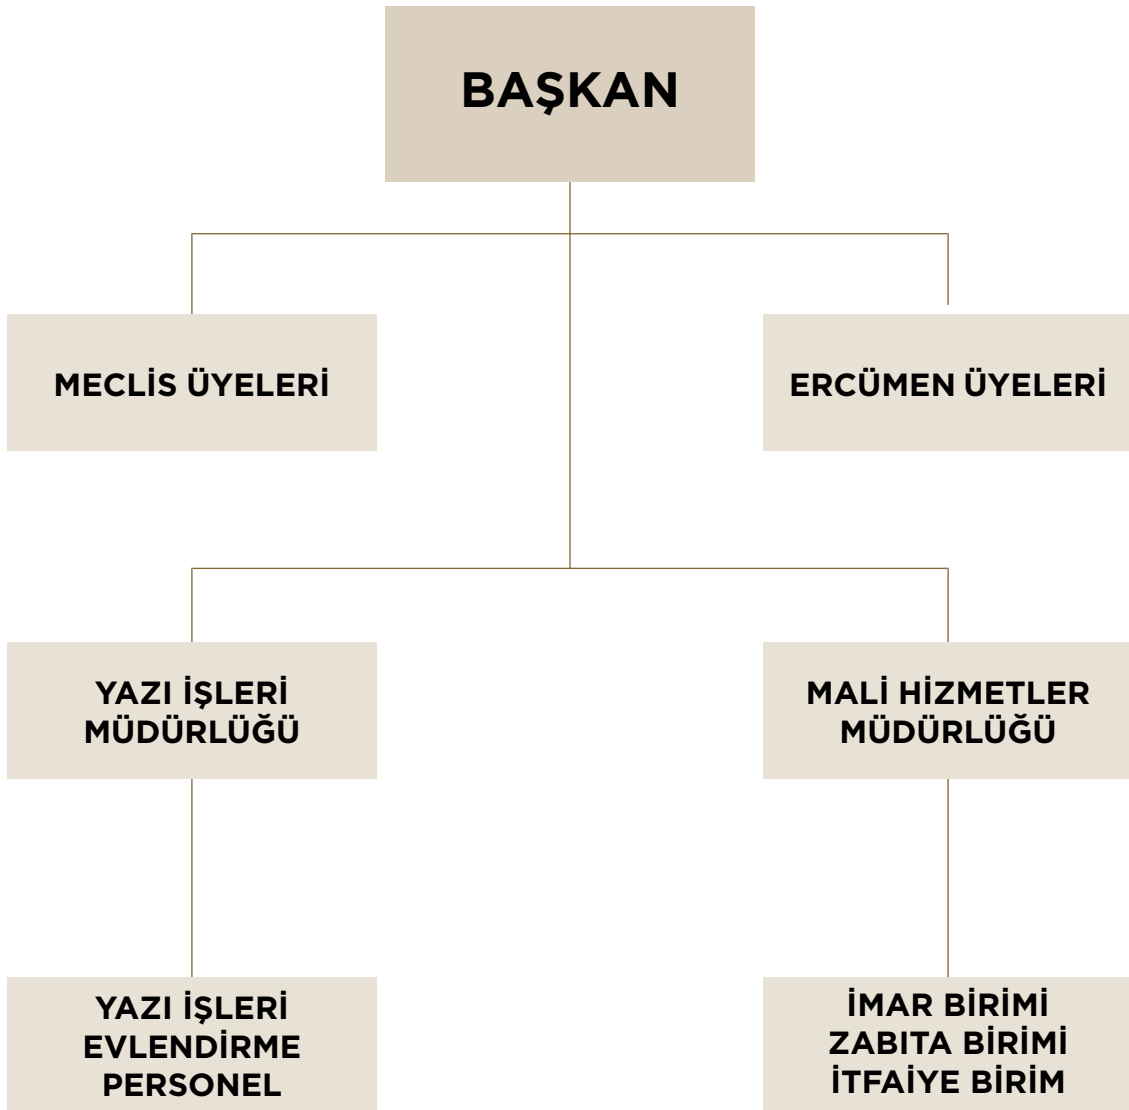 BAŞKAN
MECLİS ÜYELERİ
ERCÜMEN ÜYELERİ
YAZI İŞLERİ
MÜDÜRLÜĞÜ
MALİ HİZMETLER
MÜDÜRLÜĞÜ
YAZI İŞLERİ
EVLENDİRME
PERSONEL
İMAR BİRİMİ
ZABITA BİRİMİ
İTFAİYE BİRİM